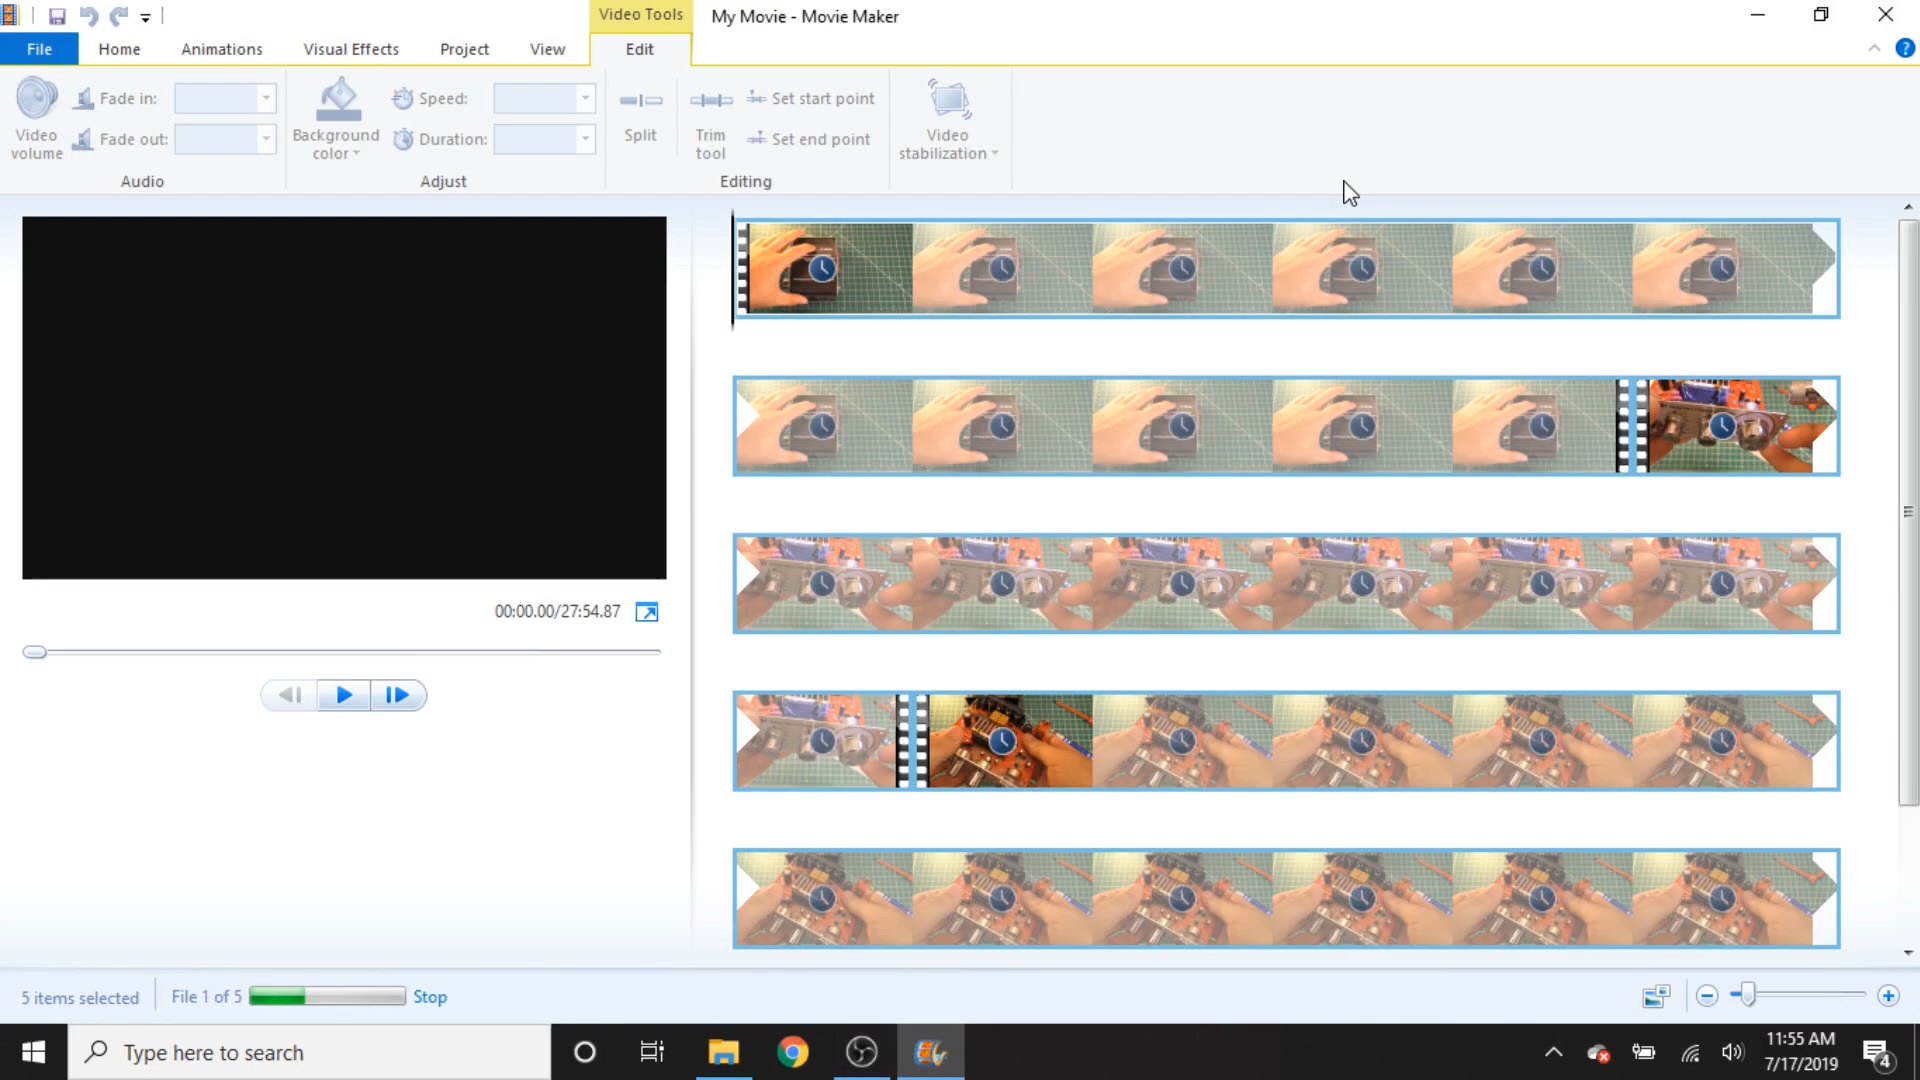 Video Tools
My Movie - Movie Maker
File
Home
Animations
Visual Effects
Project
View
Edit
Video
volume
Fade in:
Fade out:
Audio
Background
color
Speed:
Duration:
Adjust
Split
Trim
tool
Set start point
Set end point
Editing
Video
stabilization
00:00.00/27:54.87
5 items selected
File 1 of 5
Stop
Type here to search
11:55 AM
7/17/2019
4